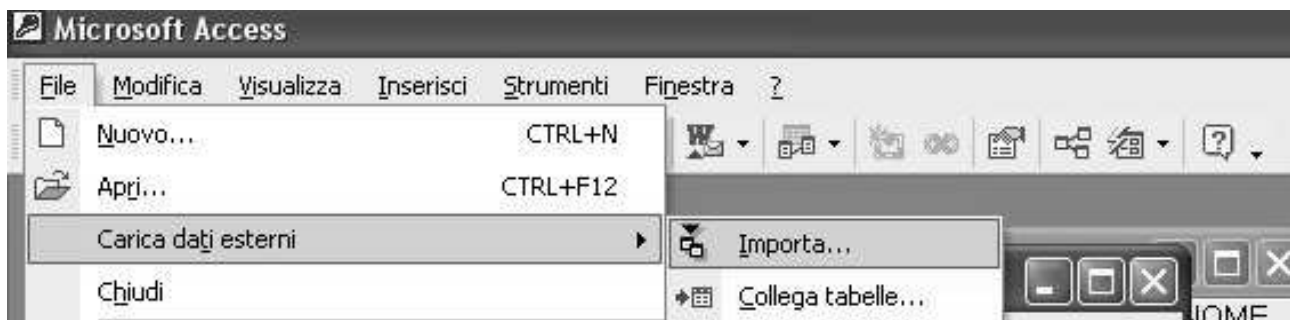 Microsoft Access
File Modifica Visualizza Inserisci Strumenti Finestra ?
Nuovo... CTRL+N
Apri... CTRL+F12
Carica dati esterni Importa...
Chiudi Collega tabelle...
NOME